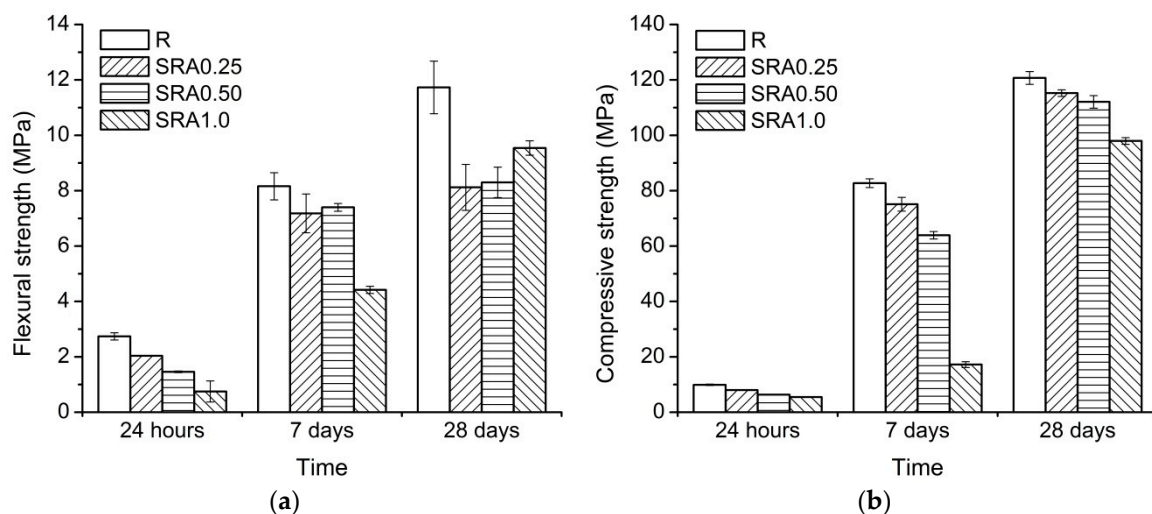 14
12
10
8
6
4
2
0
Flexural strength (MPa)
R
SRA0.25
SRA0.50
SRA1.0
24 hours
7 days
28 days
Time
(a)
140
120
100
80
60
40
20
0
Compressive strength (MPa)
R
SRA0.25
SRA0.50
SRA1.0
24 hours
7 days
28 days
Time
(b)